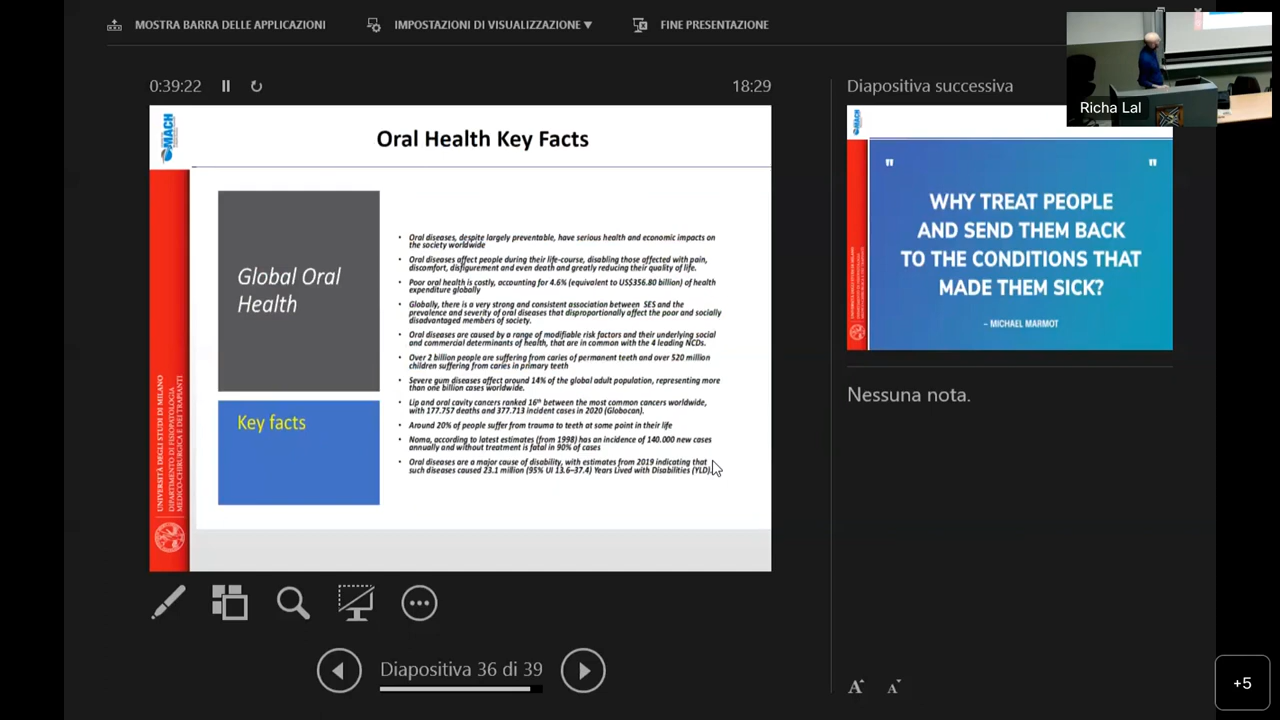 MOSTRA BARRA DELLE APPLICAZIONI
IMPOSTAZIONI DI VISUALIZZAZIONE ▼
FINE PRESENTAZIONE
Richa Lal
0:39:22
18:29
Diapositiva successiva
MACH
Oral Health Key Facts
Global Oral
Health
Key facts
• Oral diseases, despite largely preventable, have serious health and economic impacts on
the society worldwide
• Oral diseases affect people during their life-course, disabling those affected with pain,
discomfort, disfigurement and even death and greatly reducing their quality of life.
• Poor oral health is costly, accounting for 4.6% (equivalent to US$356.80 billion) of health
expenditure globally
• Globally, there is a very strong and consistent association between SES and the
prevalence and severity of oral diseases that disproportionally affect the poor and socially
disadvantaged members of society.
• Oral diseases are caused by a range of modifiable risk factors and their underlying social
and commercial determinants of health, that are in common with the 4 leading NCDs.
• Over 2 billion people are suffering from caries of permanent teeth and over 520 million
children suffering from caries in primary teeth
• Severe gum diseases affect around 14% of the global adult population, representing more
than one billion cases worldwide.
• Lip and oral cavity cancers ranked 16th between the most common cancers worldwide,
with 177.757 deaths and 377.713 incident cases in 2020 (Globocan).
• Around 20% of people suffer from trauma to teeth at some point in their life
• Noma, according to latest estimates (from 1998) has an incidence of 140.000 new cases
annually and without treatment is fatal in 90% of cases
• Oral diseases are a major cause of disability, with estimates from 2019 indicating that
such diseases caused 23.1 million (95% UI 13.6–37.4) Years Lived with Disabilities (YLD).
UNIVERSITÀ DEGLI STUDI DI MILANO
DIPARTIMENTO DI FISIOPATOLOGIA
MEDICO-CHIRURGICA E DEI TRAPIANTI
"
"
WHY TREAT PEOPLE
AND SEND THEM BACK
TO THE CONDITIONS THAT
MADE THEM SICK?
– MICHAEL MARMOT
Nessuna nota.
Diapositiva 36 di 39
A
A
+5